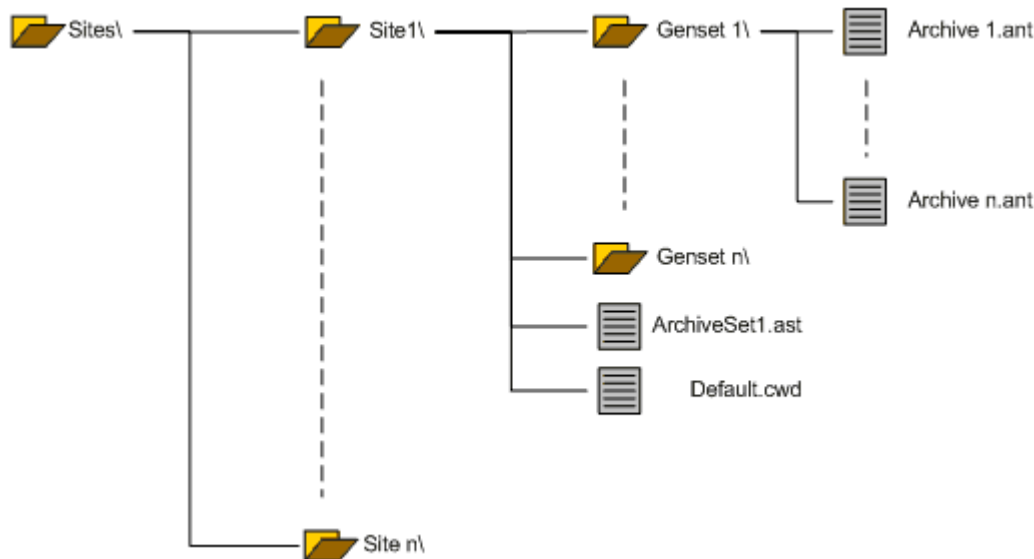 Sites\
Site1\
Genset 1\
Archive 1.ant
Archive n.ant
Genset n\
ArchiveSet1.ast
Default.cwd
Site n\